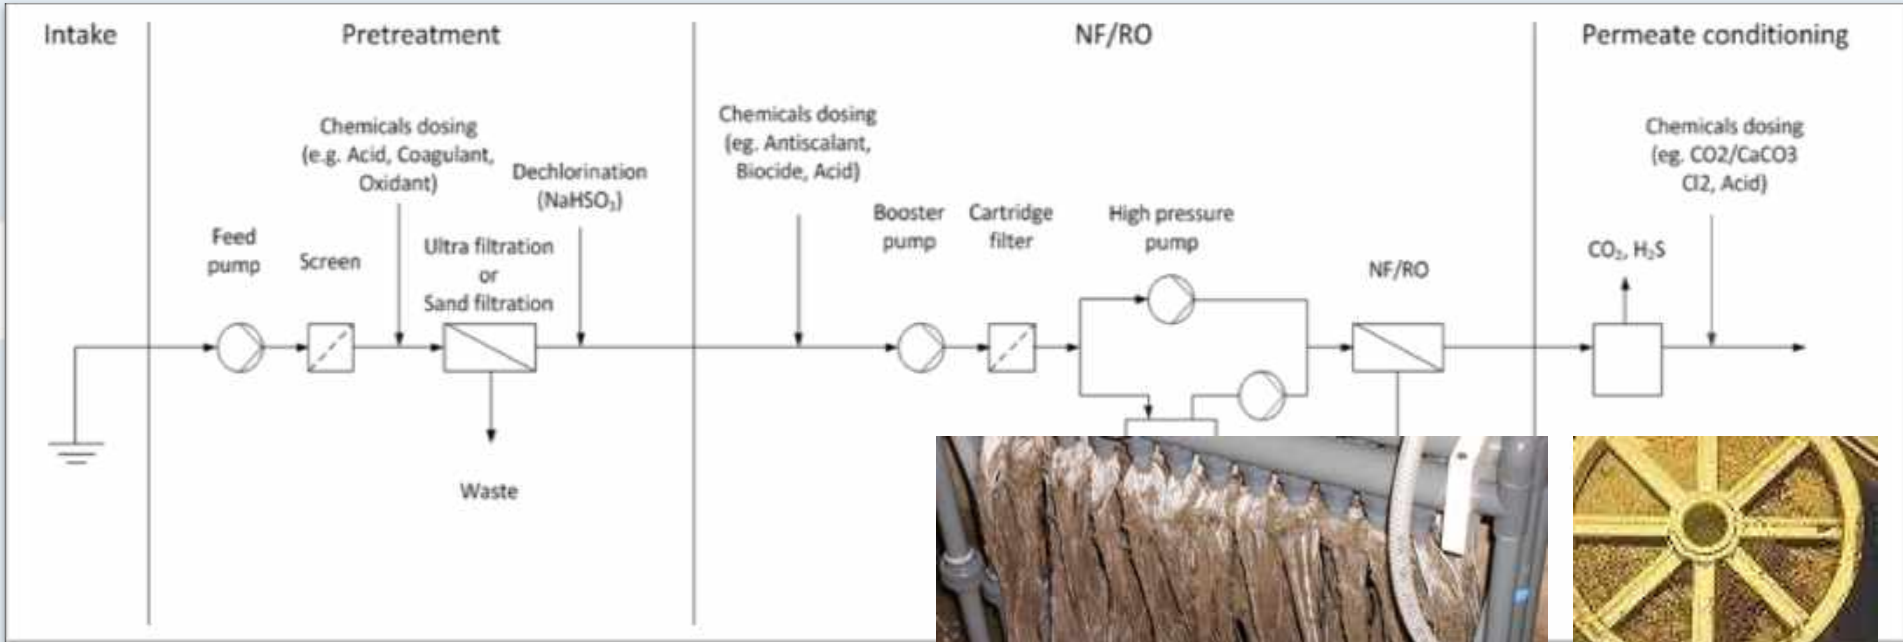 Intake
Pretreatment
NF/RO
Permeate conditioning
Chemicals dosing
(e.g. Acid, Coagulant,
Oxidant)
Dechlorination
(NaHSO₃)
Feed
pump
Screen
Ultra filtration
or
Sand filtration
Waste
Chemicals dosing
(eg. Antiscalant,
Biocide, Acid)
Booster
pump
Cartridge
filter
High pressure
pump
NF/RO
Chemicals dosing
(eg. CO2/CaCO3
Cl2, Acid)
CO₂, H₂S